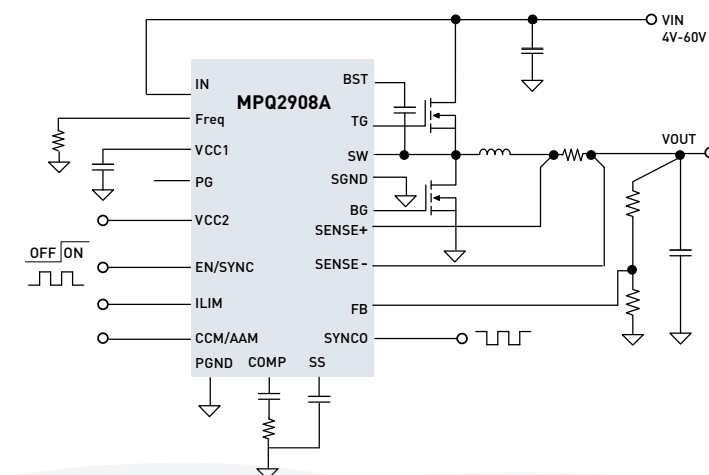 VIN
4V-60V
IN
BST
MPQ2908A
Freq
TG
VCC1
SW
VOUT
PG
SGND
BG
VCC2
SENSE+
OFF ON
EN/SYNC
SENSE-
ILIM
FB
CCM/AAM
SYNCO
PGND COMP SS